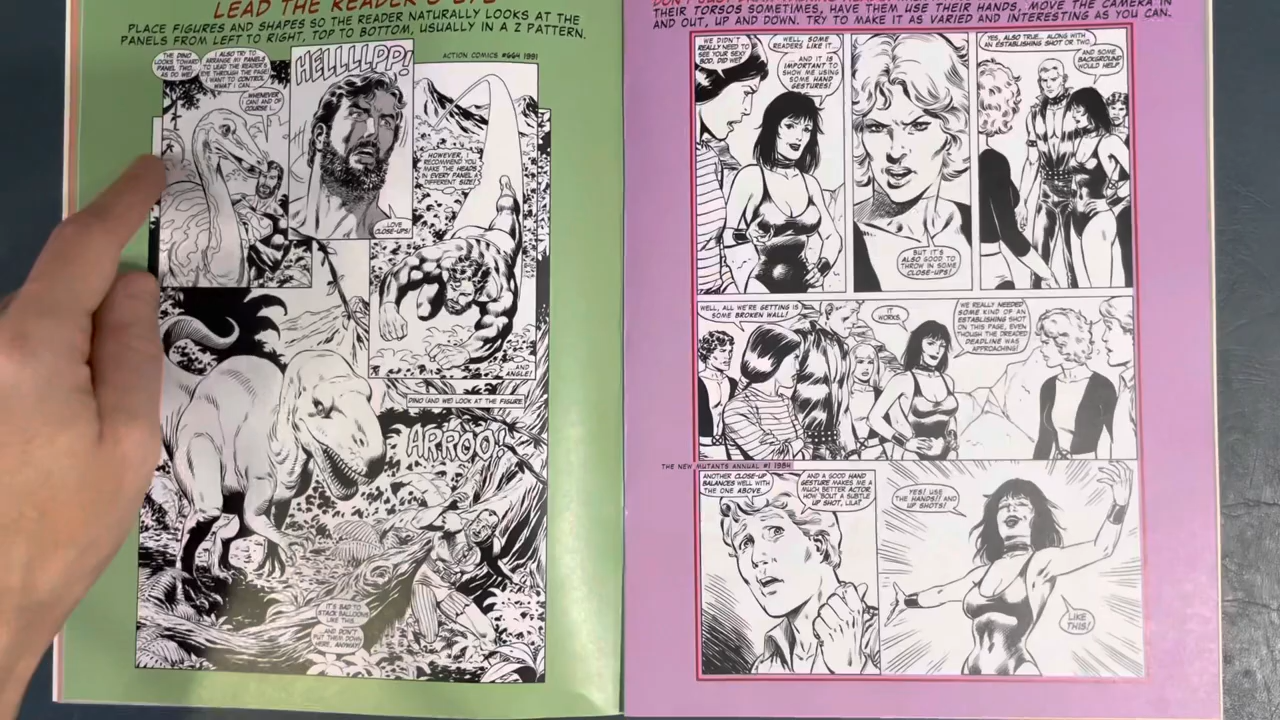 LEAD THE READER'S EYE
PLACE FIGURES AND SHAPES SO THE READER NATURALLY LOOKS AT THE
PANELS FROM LEFT TO RIGHT, TOP TO BOTTOM, USUALLY IN A Z PATTERN.
ACTION COMICS #664 1991
THE DINO
LOOKS TOWARD
PANEL TWO,
AS DO WE!
I ALSO TRY TO
ARRANGE MY PANELS
TO LEAD THE READER'S
EYE THROUGH THE PAGE.
I WANT TO CONTROL
WHAT I CAN...
...WHENEVER
I CAN! AND OF
COURSE I...
HELLLLPP!
...LOVE
CLOSE-UPS!
HOWEVER, I
RECOMMEND YOU
MAKE THE HEADS
IN EVERY PANEL A
DIFFERENT SIZE!
...AND
ANGLE!
DINO (AND WE) LOOK AT THE FIGURE
ARROO!
IT'S BAD TO
STACK BALLOONS
LIKE THIS...
...AND DON'T
PUT THEM DOWN
HERE, ANYWAY!
THEIR TORSOS SOMETIMES, HAVE THEM USE THEIR HANDS, MOVE THE CAMERA IN
AND OUT, UP AND DOWN. TRY TO MAKE IT AS VARIED AND INTERESTING AS YOU CAN.
WE DIDN'T
REALLY NEED TO
SEE YOUR SEXY
BOD, DID WE?
WELL, SOME
READERS LIKE IT...
AND IT IS
IMPORTANT TO
SHOW ME USING
SOME HAND
GESTURES!
BUT IT'S
ALSO GOOD TO
THROW IN SOME
CLOSE-UPS!
YES, ALSO TRUE... ALONG WITH
AN ESTABLISHING SHOT OR TWO...
AND SOME
BACKGROUND
WOULD HELP!
WELL, ALL WE'RE GETTING IS
SOME BROKEN WALL!
IT
WORKS.
WE REALLY NEEDED
SOME KIND OF AN
ESTABLISHING SHOT
ON THIS PAGE, EVEN
THOUGH THE DREADED
DEADLINE WAS
APPROACHING!
THE NEW MUTANTS ANNUAL #1 1984
ANOTHER CLOSE-UP
BALANCES WELL WITH
THE ONE ABOVE.
AND A GOOD HAND
GESTURE MAKES ME A
MUCH BETTER ACTOR.
HOW 'BOUT A SUBTLE
UP SHOT, LILA?
YES! USE
THE HANDS!! AND
UP SHOTS!
LIKE
THIS!